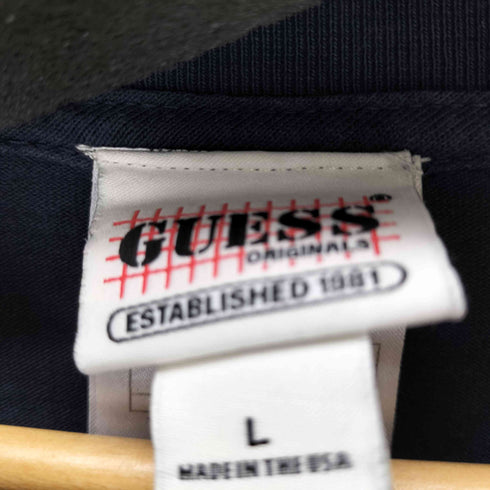 GUESS®
ORIGINALS
ESTABLISHED 1981
L
MADE IN THE USA